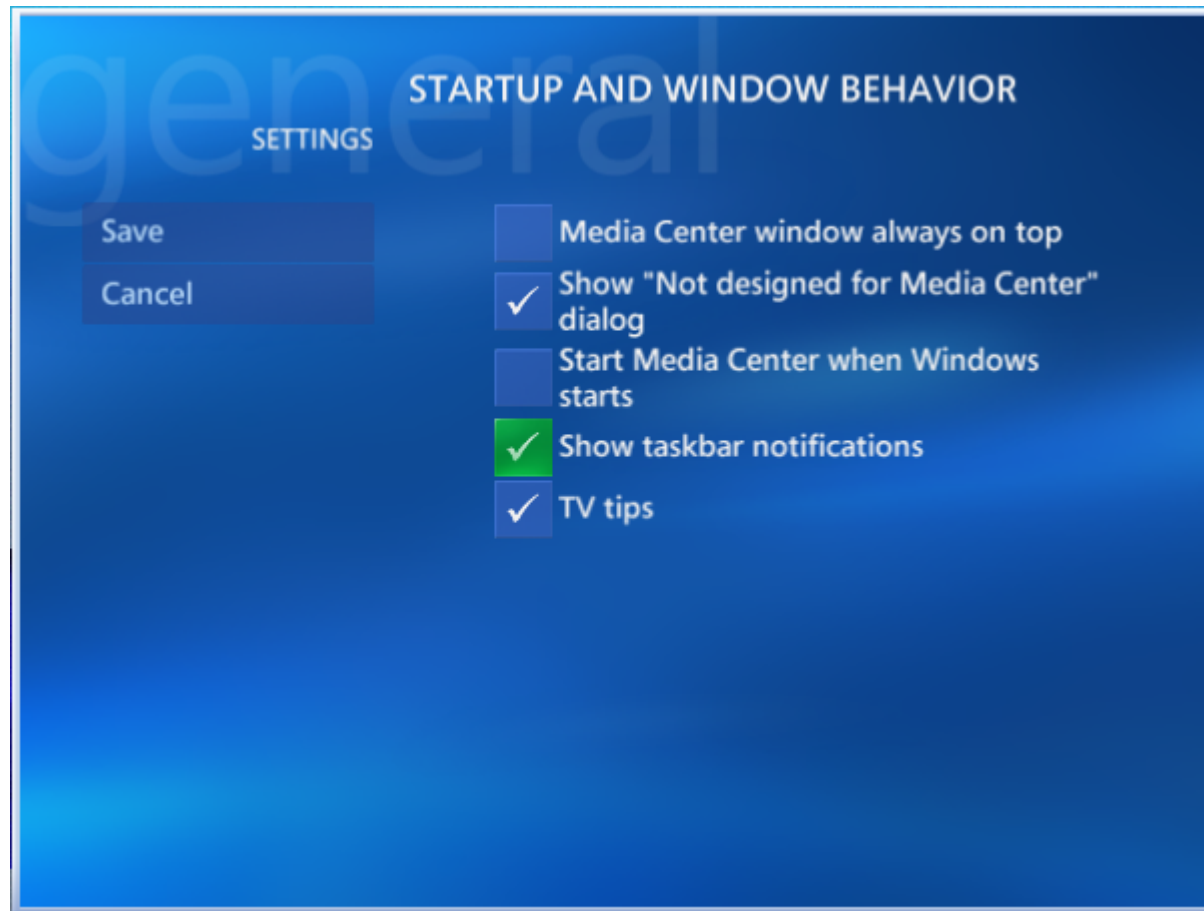 general
STARTUP AND WINDOW BEHAVIOR
SETTINGS
Save
Cancel
Media Center window always on top
Show "Not designed for Media Center"
dialog
Start Media Center when Windows
starts
Show taskbar notifications
TV tips